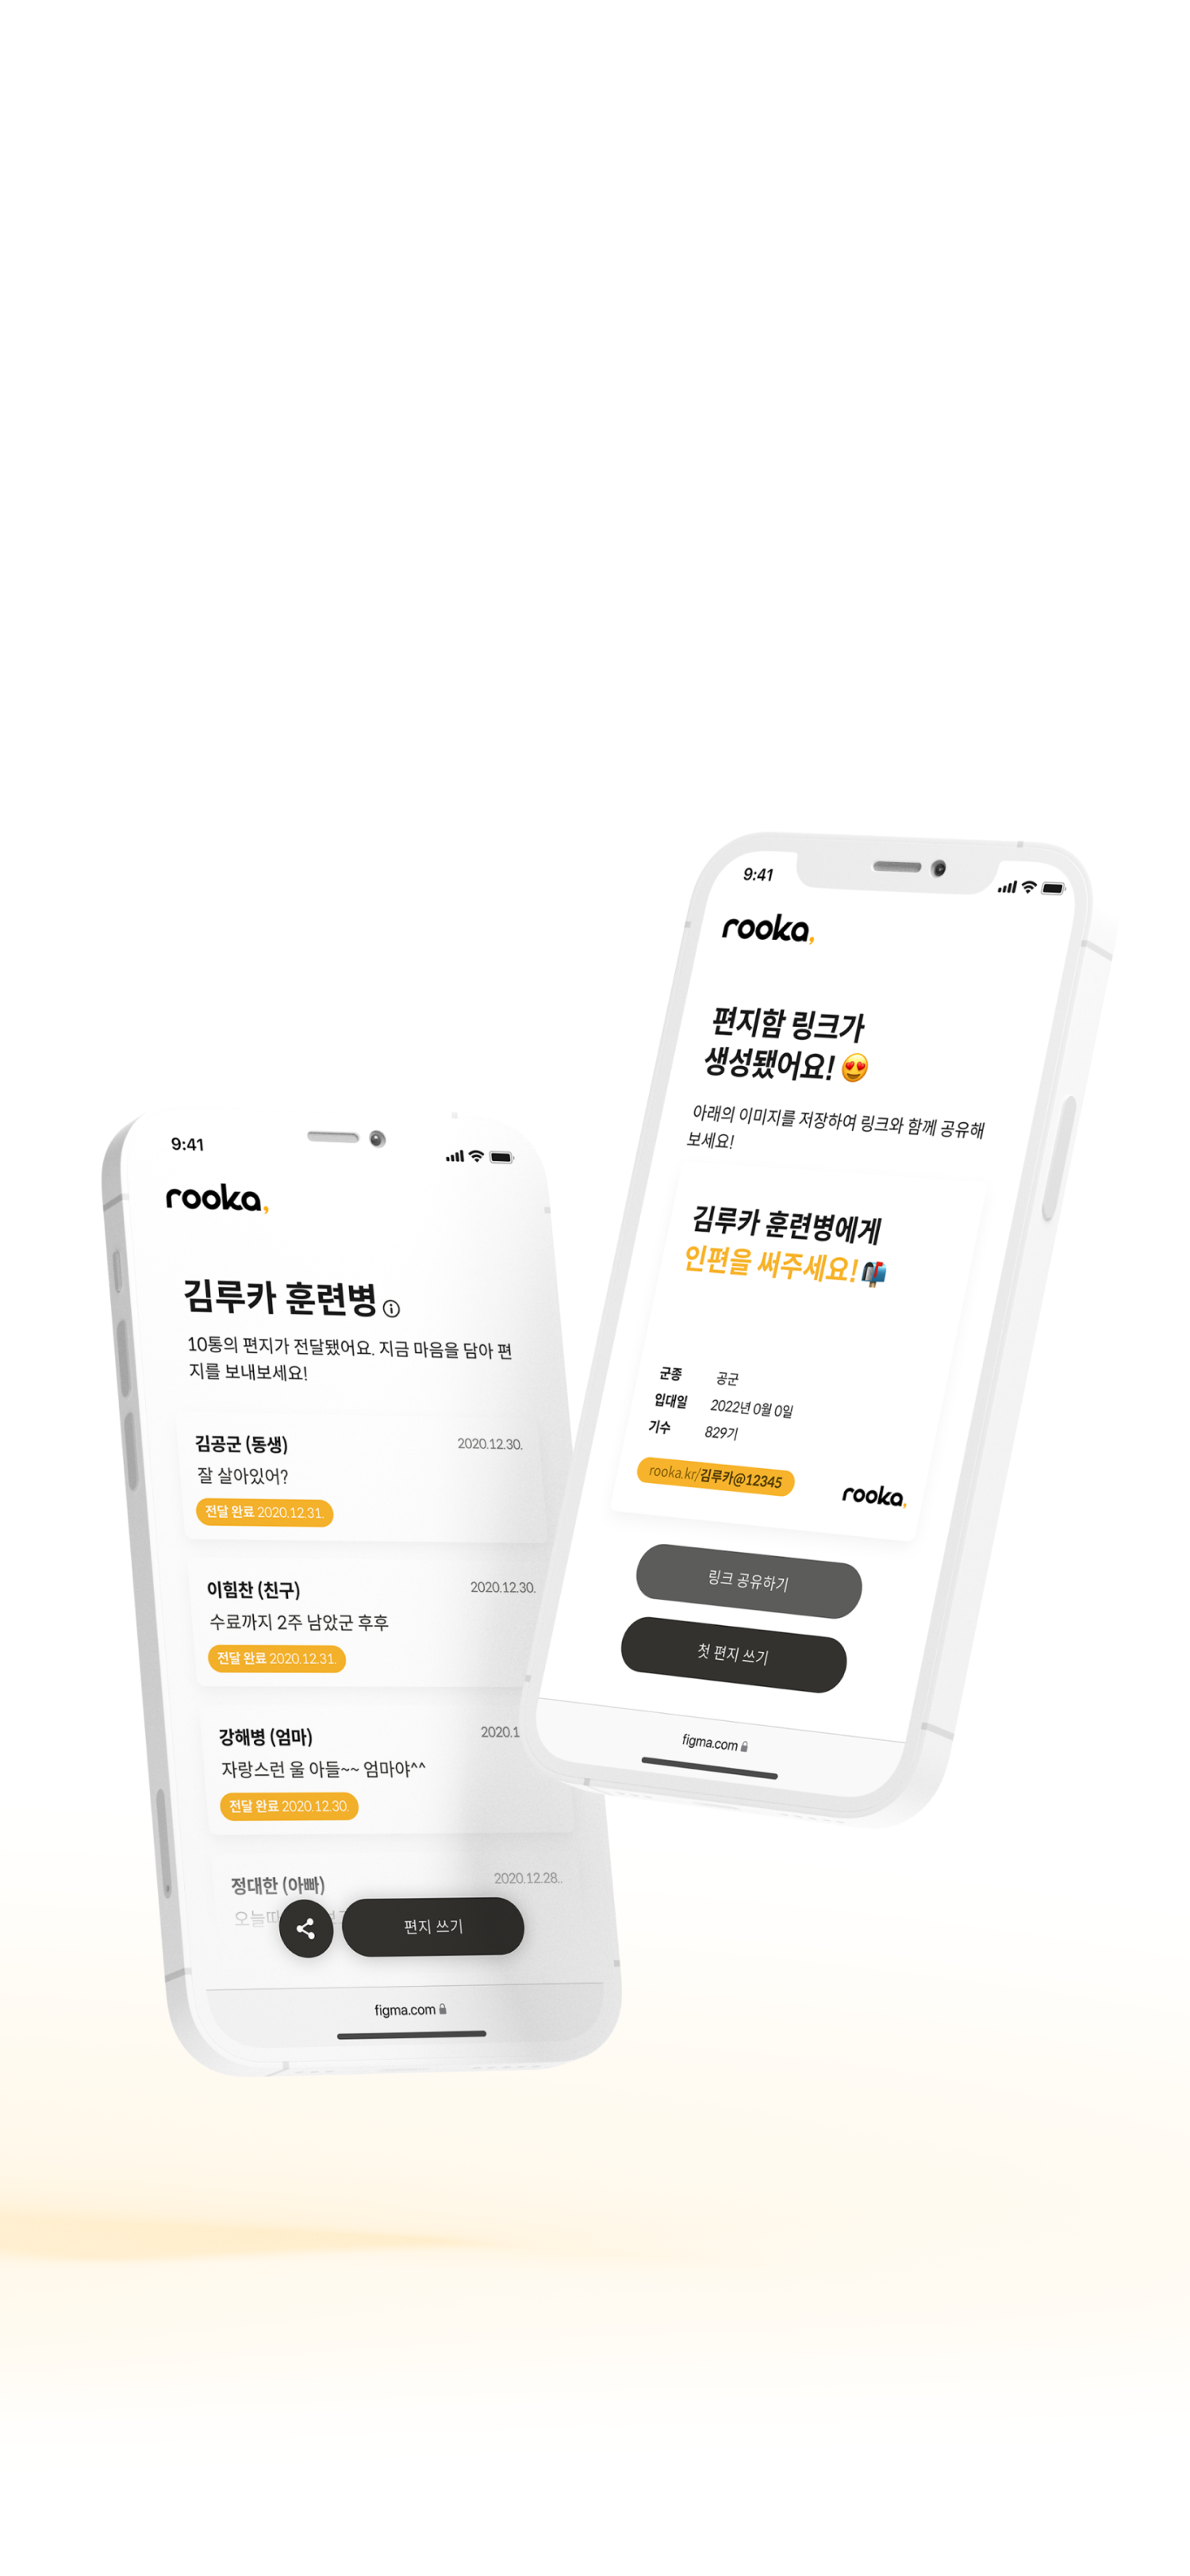 9:41
rooka,
김루카 훈련병
10통의 편지가 전달됐어요. 지금 마음을 담아 편
지를 보내보세요!
김공군 (동생) 2020.12.30.
잘 살아있어?
전달 완료 2020.12.31.
이힘찬 (친구) 2020.12.30.
수료까지 2주 남았군 후후
전달 완료 2020.12.31.
강해병 (엄마) 2020.1
자랑스런 울 아들~~ 엄마야^^
전달 완료 2020.12.30.
정대한 (아빠) 2020.12.28..
편지 쓰기
figma.com
9:41
rooka,
편지함 링크가
생성됐어요! 😍
아래의 이미지를 저장하여 링크와 함께 공유해
보세요!
김루카 훈련병에게
인편을 써주세요! 📬
군종 공군
입대일 2022년 0월 0일
기수 829기
rooka.kr/김루카@12345
rooka,
링크 공유하기
첫 편지 쓰기
figma.com